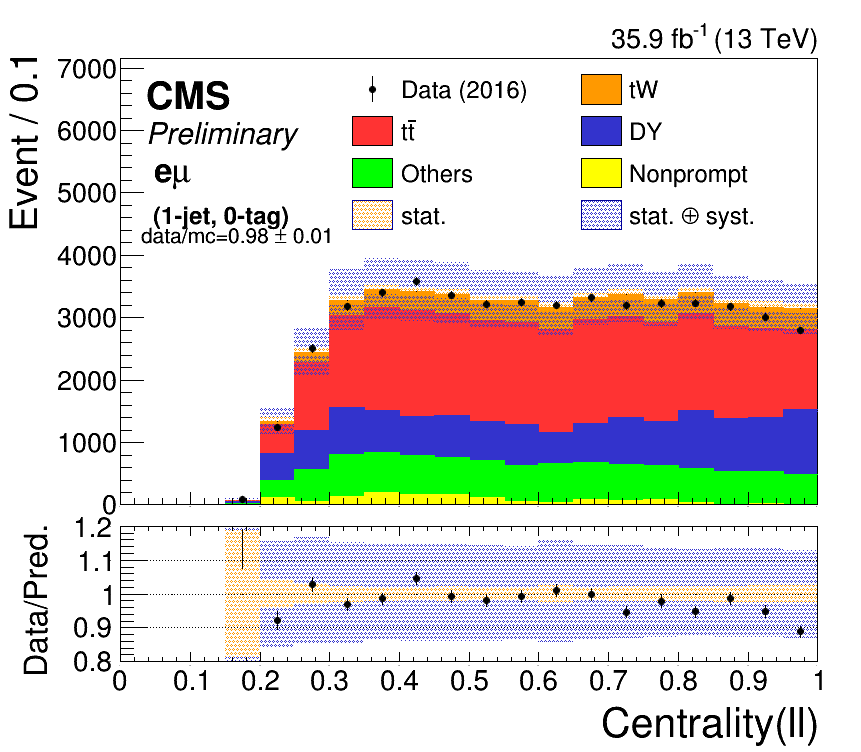 35.9 fb⁻¹ (13 TeV)
Event / 0.1
7000
6000
5000
4000
3000
2000
1000
0
CMS
Preliminary
eμ
(1-jet, 0-tag)
data/mc=0.98 ± 0.01
Data (2016)
tW
tt̄
DY
Others
Nonprompt
stat.
stat. ⊕ syst.
Data/Pred.
1.2
1.1
1
0.9
0.8
0 0.1 0.2 0.3 0.4 0.5 0.6 0.7 0.8 0.9 1
Centrality(ll)